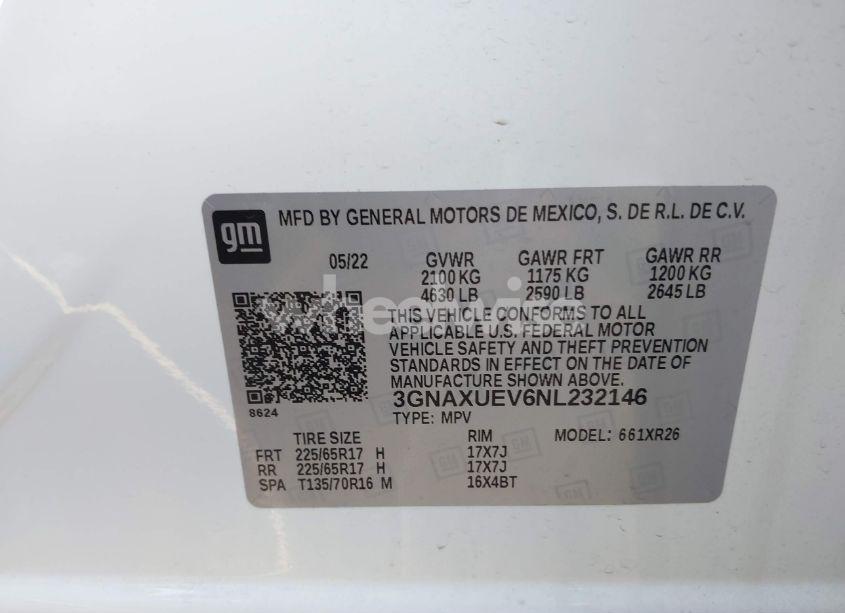 gm
MFD BY GENERAL MOTORS DE MEXICO, S. DE R.L. DE C.V.
05/22 GVWR GAWR FRT GAWR RR
2100 KG 1175 KG 1200 KG
4630 LB 2590 LB 2645 LB
THIS VEHICLE CONFORMS TO ALL
APPLICABLE U.S. FEDERAL MOTOR
VEHICLE SAFETY AND THEFT PREVENTION
STANDARDS IN EFFECT ON THE DATE OF
MANUFACTURE SHOWN ABOVE.
8624
3GNAXUEV6NL232146
TYPE: MPV
TIRE SIZE RIM MODEL: 661XR26
FRT 225/65R17 H 17X7J
RR 225/65R17 H 17X7J
SPA T135/70R16 M 16X4BT